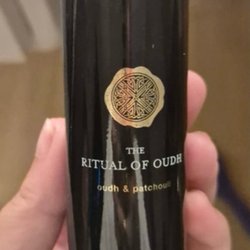 THE
RITUAL OF OUDH
oudh & patchouli